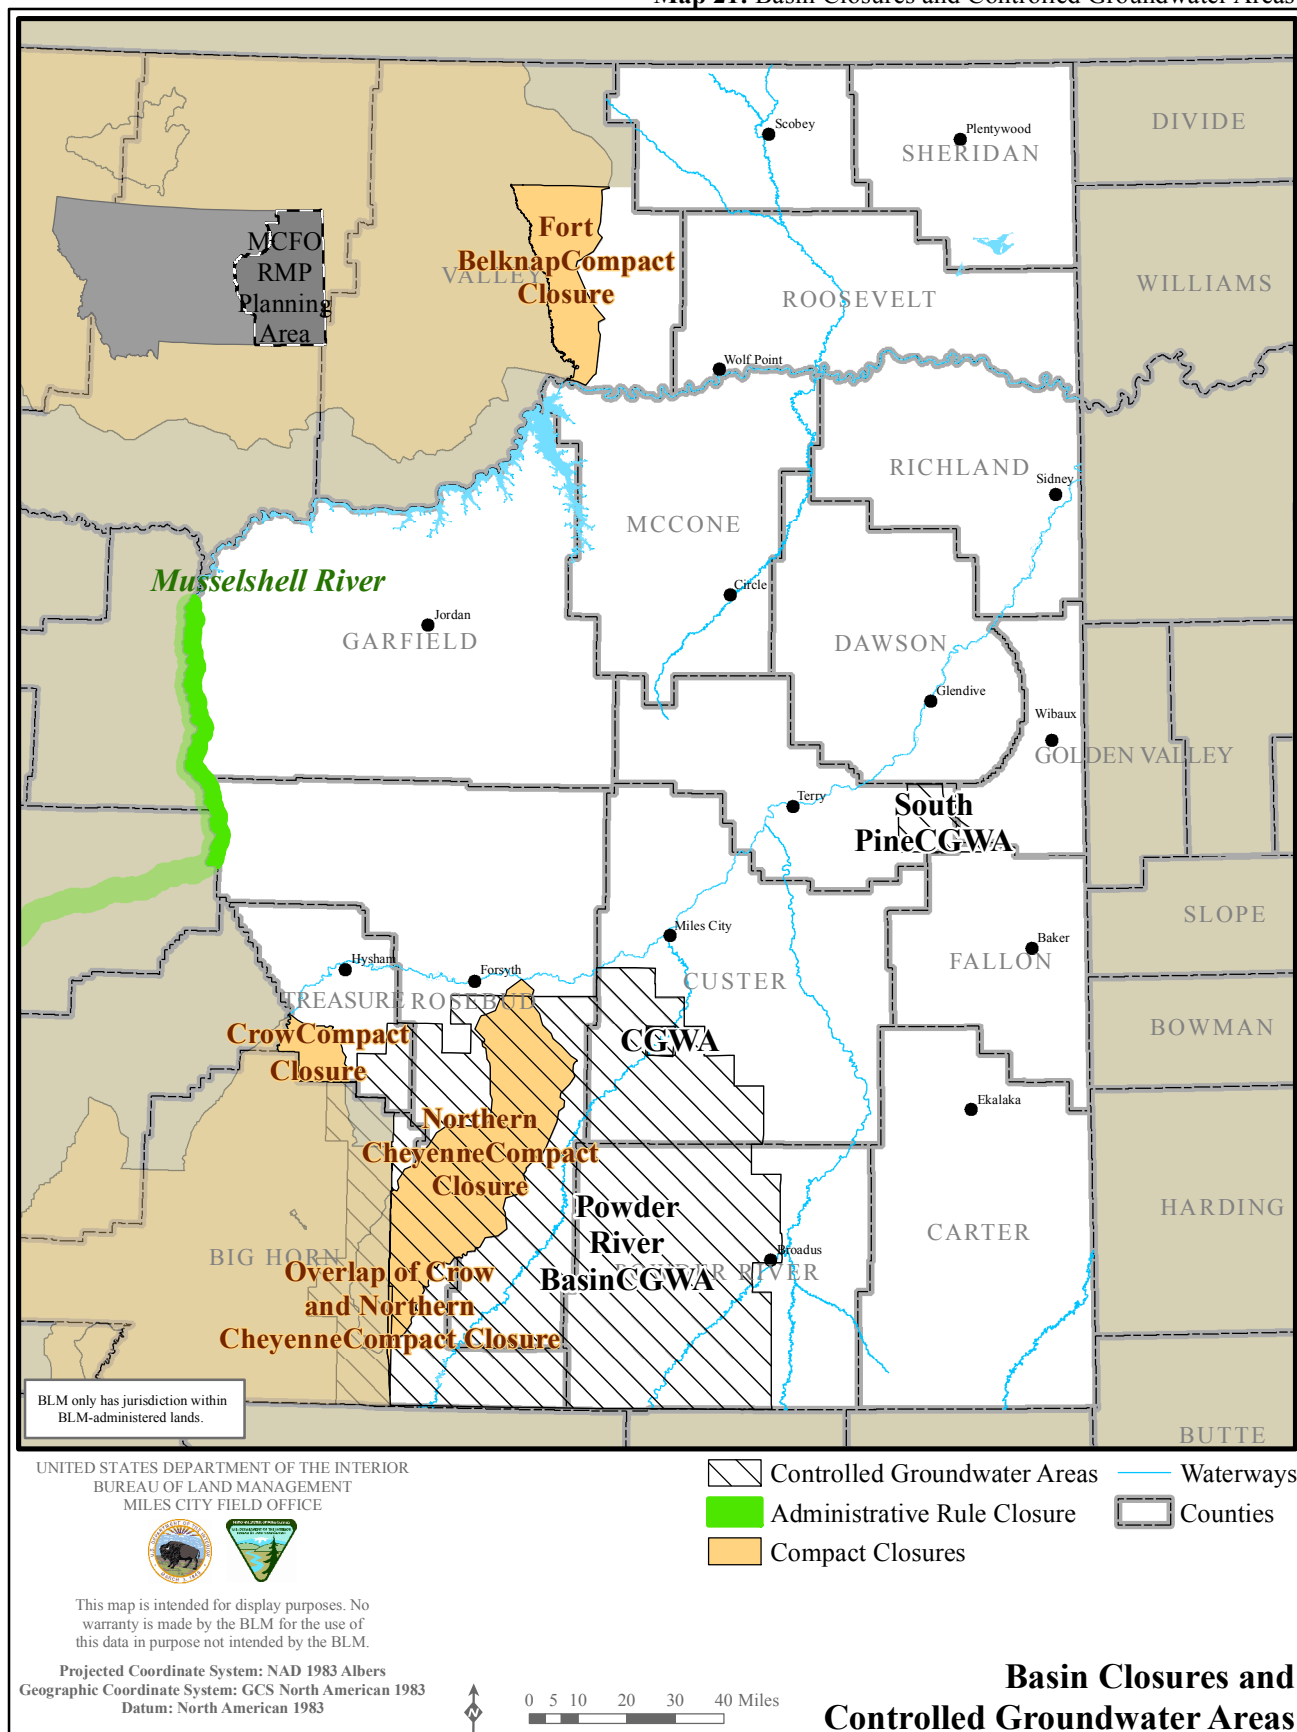 Map 21: Basin Closures and Controlled Groundwater Areas
Scobey
Plentywood
SHERIDAN
DIVIDE
MCFO
RMP
Planning
Area
Fort
BelknapCompact
Closure
VALLEY
ROOSEVELT
WILLIAMS
Wolf Point
RICHLAND
Sidney
MCCONE
Musselshell River
Circle
Jordan
GARFIELD
DAWSON
Glendive
Wibaux
GOLDEN VALLEY
Terry
South
PineCGWA
SLOPE
Miles City
Baker
FALLON
Hysham
Forsyth
CUSTER
TREASURE
ROSEBUD
BOWMAN
CrowCompact
Closure
CGWA
Ekalaka
Northern
CheyenneCompact
Closure
Powder
River
BasinCGWA
HARDING
CARTER
BIG HORN
Broadus
POWDER RIVER
Overlap of Crow
and Northern
CheyenneCompact Closure
BLM only has jurisdiction within
BLM-administered lands.
BUTTE
UNITED STATES DEPARTMENT OF THE INTERIOR
BUREAU OF LAND MANAGEMENT
MILES CITY FIELD OFFICE
This map is intended for display purposes. No
warranty is made by the BLM for the use of
this data in purpose not intended by the BLM.
Projected Coordinate System: NAD 1983 Albers
Geographic Coordinate System: GCS North American 1983
Datum: North American 1983
Controlled Groundwater Areas
Waterways
Administrative Rule Closure
Counties
Compact Closures
N
0 5 10 20 30 40 Miles
Basin Closures and
Controlled Groundwater Areas